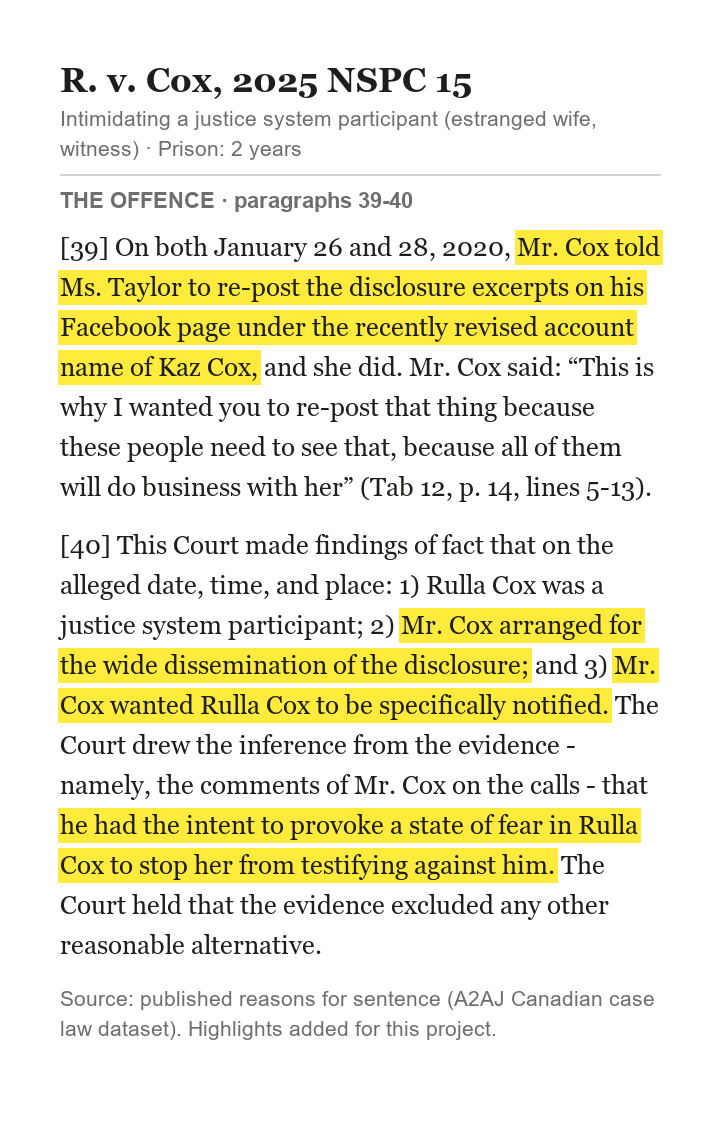 R. v. Cox, 2025 NSPC 15
Intimidating a justice system participant (estranged wife,
witness) · Prison: 2 years
THE OFFENCE · paragraphs 39-40
[39] On both January 26 and 28, 2020, Mr. Cox told
Ms. Taylor to re-post the disclosure excerpts on his
Facebook page under the recently revised account
name of Kaz Cox, and she did. Mr. Cox said: “This is
why I wanted you to re-post that thing because
these people need to see that, because all of them
will do business with her” (Tab 12, p. 14, lines 5-13).
[40] This Court made findings of fact that on the
alleged date, time, and place: 1) Rulla Cox was a
justice system participant; 2) Mr. Cox arranged for
the wide dissemination of the disclosure; and 3) Mr.
Cox wanted Rulla Cox to be specifically notified. The
Court drew the inference from the evidence -
namely, the comments of Mr. Cox on the calls - that
he had the intent to provoke a state of fear in Rulla
Cox to stop her from testifying against him. The
Court held that the evidence excluded any other
reasonable alternative.
Source: published reasons for sentence (A2AJ Canadian case
law dataset). Highlights added for this project.